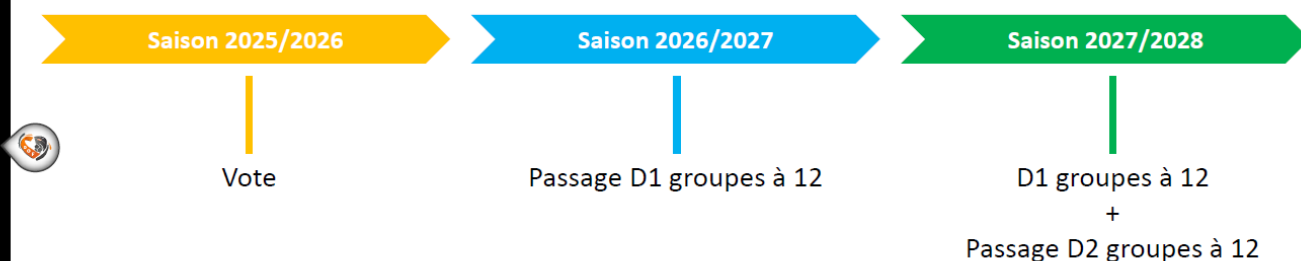 Saison 2025/2026
Saison 2026/2027
Saison 2027/2028
Vote
Passage D1 groupes à 12
D1 groupes à 12
+
Passage D2 groupes à 12